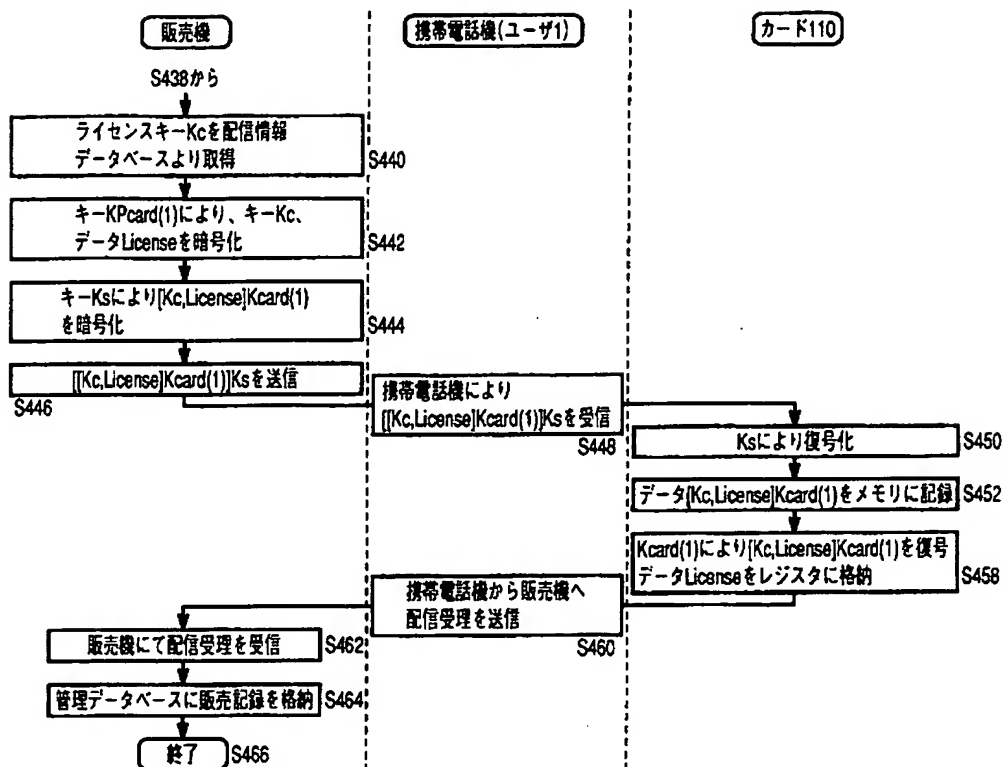 販売機
携帯電話機(ユーザ1)
カード110
S438から
ライセンスキーKcを配信情報
データベースより取得
S440
キーKPcard(1)により、キーKc、
データLicenseを暗号化
S442
キーKsにより[Kc,License]Kcard(1)
を暗号化
S444
[[Kc,License]Kcard(1)]Ksを送信
S446
携帯電話機により
[[Kc,License]Kcard(1)]Ksを受信
S448
Ksにより復号化
S450
データ[Kc,License]Kcard(1)をメモリに記録
S452
Kcard(1)により[Kc,License]Kcard(1)を復号
データLicenseをレジスタに格納
S458
携帯電話機から販売機へ
配信受理を送信
S460
販売機にて配信受理を受信
S462
管理データベースに販売記録を格納
S464
終了
S466